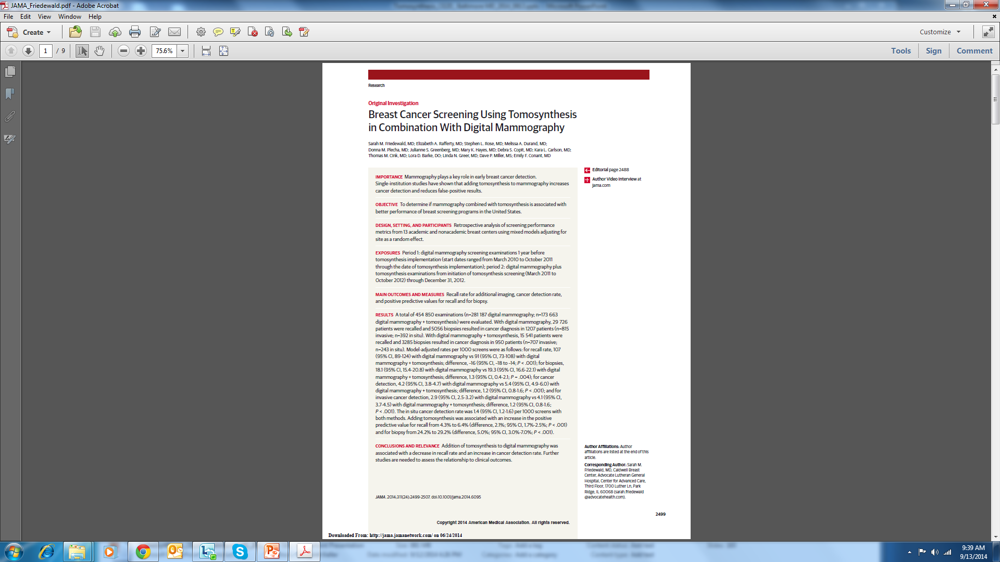 JAMA_Friedewald.pdf - Adobe Acrobat
File Edit View Window Help
Create
Customize
1 / 9
75.6%
Tools Sign Comment
Research
Original Investigation
Breast Cancer Screening Using Tomosynthesis
in Combination With Digital Mammography
Sarah M. Friedewald, MD; Elizabeth A. Rafferty, MD; Stephen L. Rose, MD; Melissa A. Durand, MD;
Donna M. Plecha, MD; Julianne S. Greenberg, MD; Mary K. Hayes, MD; Debra S. Copit, MD; Kara L. Carlson, MD;
Thomas M. Cink, MD; Lora D. Barke, DO; Linda N. Greer, MD; Dave P. Miller, MS; Emily F. Conant, MD
IMPORTANCE Mammography plays a key role in early breast cancer detection.
Single-institution studies have shown that adding tomosynthesis to mammography increases
cancer detection and reduces false-positive results.
OBJECTIVE To determine if mammography combined with tomosynthesis is associated with
better performance of breast screening programs in the United States.
DESIGN, SETTING, AND PARTICIPANTS Retrospective analysis of screening performance
metrics from 13 academic and nonacademic breast centers using mixed models adjusting for
site as a random effect.
EXPOSURES Period 1: digital mammography screening examinations 1 year before
tomosynthesis implementation (start dates ranged from March 2010 to October 2011
through the date of tomosynthesis implementation); period 2: digital mammography plus
tomosynthesis examinations from initiation of tomosynthesis screening (March 2011 to
October 2012) through December 31, 2012.
MAIN OUTCOMES AND MEASURES Recall rate for additional imaging, cancer detection rate,
and positive predictive values for recall and for biopsy.
RESULTS A total of 454 850 examinations (n=281 187 digital mammography; n=173 663
digital mammography + tomosynthesis) were evaluated. With digital mammography, 29 726
patients were recalled and 5056 biopsies resulted in cancer diagnosis in 1207 patients (n=815
invasive; n=392 in situ). With digital mammography + tomosynthesis, 15 541 patients were
recalled and 3285 biopsies resulted in cancer diagnosis in 950 patients (n=707 invasive;
n=243 in situ). Model-adjusted rates per 1000 screens were as follows: for recall rate, 107
(95% CI, 89-124) with digital mammography vs 91 (95% CI, 73-108) with digital
mammography + tomosynthesis; difference, -16 (95% CI, -18 to -14; P < .001); for biopsies,
18.1 (95% CI, 15.4-20.8) with digital mammography vs 19.3 (95% CI, 16.6-22.1) with digital
mammography + tomosynthesis; difference, 1.3 (95% CI, 0.4-2.1; P = .004); for cancer
detection, 4.2 (95% CI, 3.8-4.7) with digital mammography vs 5.4 (95% CI, 4.9-6.0) with
digital mammography + tomosynthesis; difference, 1.2 (95% CI, 0.8-1.6; P < .001); and for
invasive cancer detection, 2.9 (95% CI, 2.5-3.2) with digital mammography vs 4.1 (95% CI,
3.7-4.5) with digital mammography + tomosynthesis; difference, 1.2 (95% CI, 0.8-1.6;
P < .001). The in situ cancer detection rate was 1.4 (95% CI, 1.2-1.6) per 1000 screens with
both methods. Adding tomosynthesis was associated with an increase in the positive
predictive value for recall from 4.3% to 6.4% (difference, 2.1%; 95% CI, 1.7%-2.5%; P < .001)
and for biopsy from 24.2% to 29.2% (difference, 5.0%; 95% CI, 3.0%-7.0%; P < .001).
CONCLUSIONS AND RELEVANCE Addition of tomosynthesis to digital mammography was
associated with a decrease in recall rate and an increase in cancer detection rate. Further
studies are needed to assess the relationship to clinical outcomes.
JAMA. 2014;311(24):2499-2507. doi:10.1001/jama.2014.6095
Editorial page 2488
Author Video Interview at
jama.com
Author Affiliations: Author
affiliations are listed at the end of this
article.
Corresponding Author: Sarah M.
Friedewald, MD, Caldwell Breast
Center, Advocate Lutheran General
Hospital, Center for Advanced Care,
Third Floor, 1700 Luther Ln, Park
Ridge, IL 60068 (sarah.friedewald
@advocatehealth.com).
2499
Copyright 2014 American Medical Association. All rights reserved.
Downloaded From: http://jama.jamanetwork.com/ on 06/24/2014
9:39 AM
9/13/2014